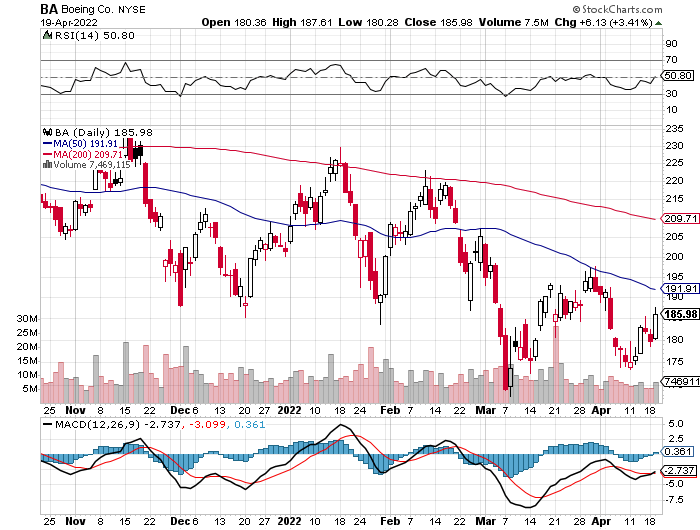 BA Boeing Co. NYSE © StockCharts.com
19-Apr-2022 Open 180.36 High 187.61 Low 180.28 Close 185.98 Volume 7.5M Chg +6.13 (+3.41%)
RSI(14) 50.80
90
70
50.80
30
10
BA (Daily) 185.98
MA(50) 191.91
MA(200) 209.71
Volume 7,469,115
235
230
225
220
215
209.71
205
200
195
191.91
185.98
180
175
170
165
30M
25M
20M
15M
10M
5M
7469115
25 Nov 8 15 22 Dec 6 13 20 27 2022 10 18 24 Feb 7 14 22 Mar 7 14 21 28 Apr 11 18
MACD(12,26,9) -2.737, -3.099, 0.361
5.0
2.5
0.361
-2.737
-5.0
-7.5
25 Nov 8 15 22 Dec 6 13 20 27 2022 10 18 24 Feb 7 14 22 Mar 7 14 21 28 Apr 11 18